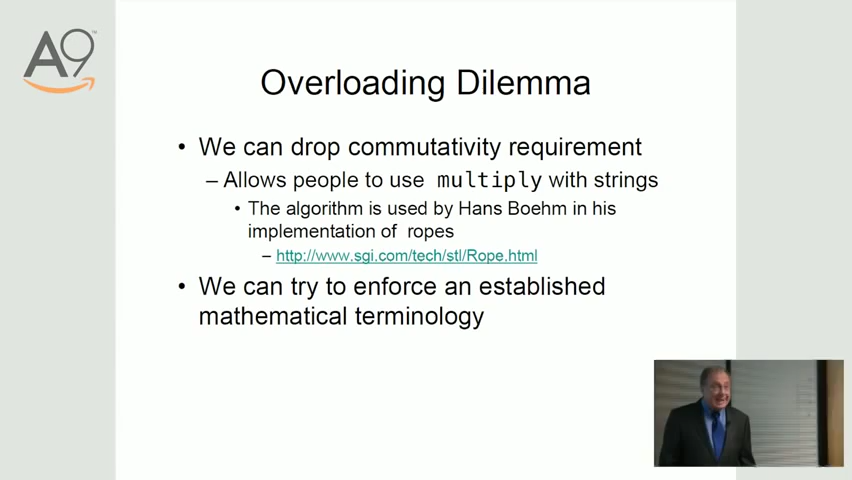 A9™
Overloading Dilemma
• We can drop commutativity requirement
– Allows people to use multiply with strings
• The algorithm is used by Hans Boehm in his
implementation of ropes
– http://www.sgi.com/tech/stl/Rope.html
• We can try to enforce an established
mathematical terminology